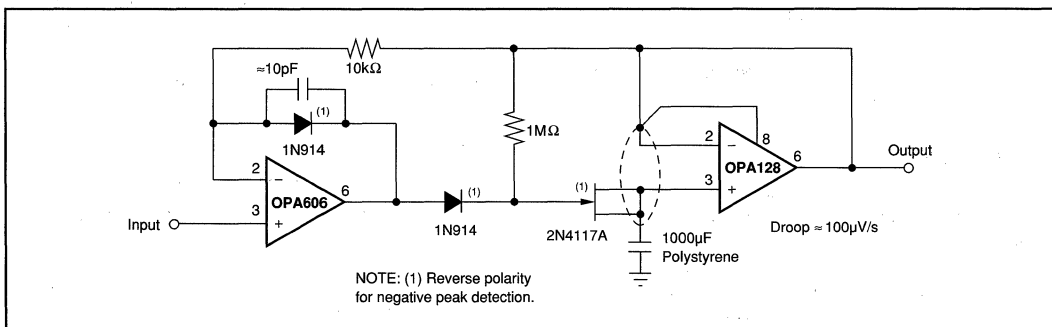 10kΩ
≈10pF
(1)
1N914
1MΩ
2
3
OPA606
6
Input
(1)
1N914
(1)
2N4117A
2
8
OPA128
6
3
Output
1000µF
Polystyrene
Droop ≈ 100µV/s
NOTE: (1) Reverse polarity
for negative peak detection.